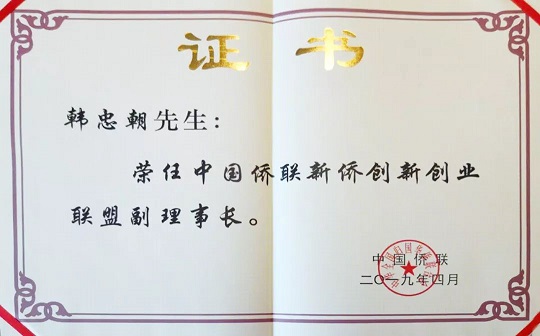 证书
韩忠朝先生：
荣任中国侨联新侨创新创业
联盟副理事长。
中国侨联
二〇一九年四月